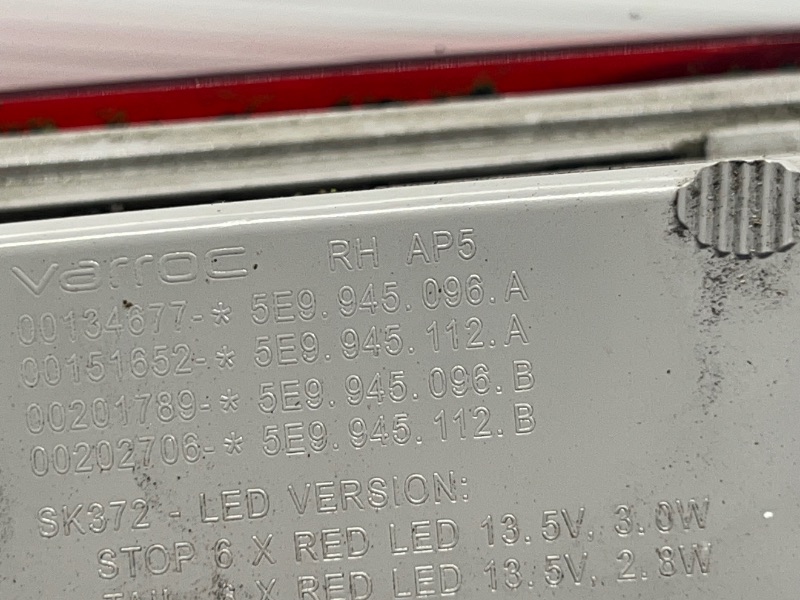 varroc RH AP5
00134677-* 5E9.945.096.A
00151652-* 5E9.945.112.A
00201789-* 5E9.945.096.B
00202706-* 5E9.945.112.B
SK372 - LED VERSION:
STOP 6 X RED LED 13.5V, 3.0W
X RED LED 13.5V, 2.8W